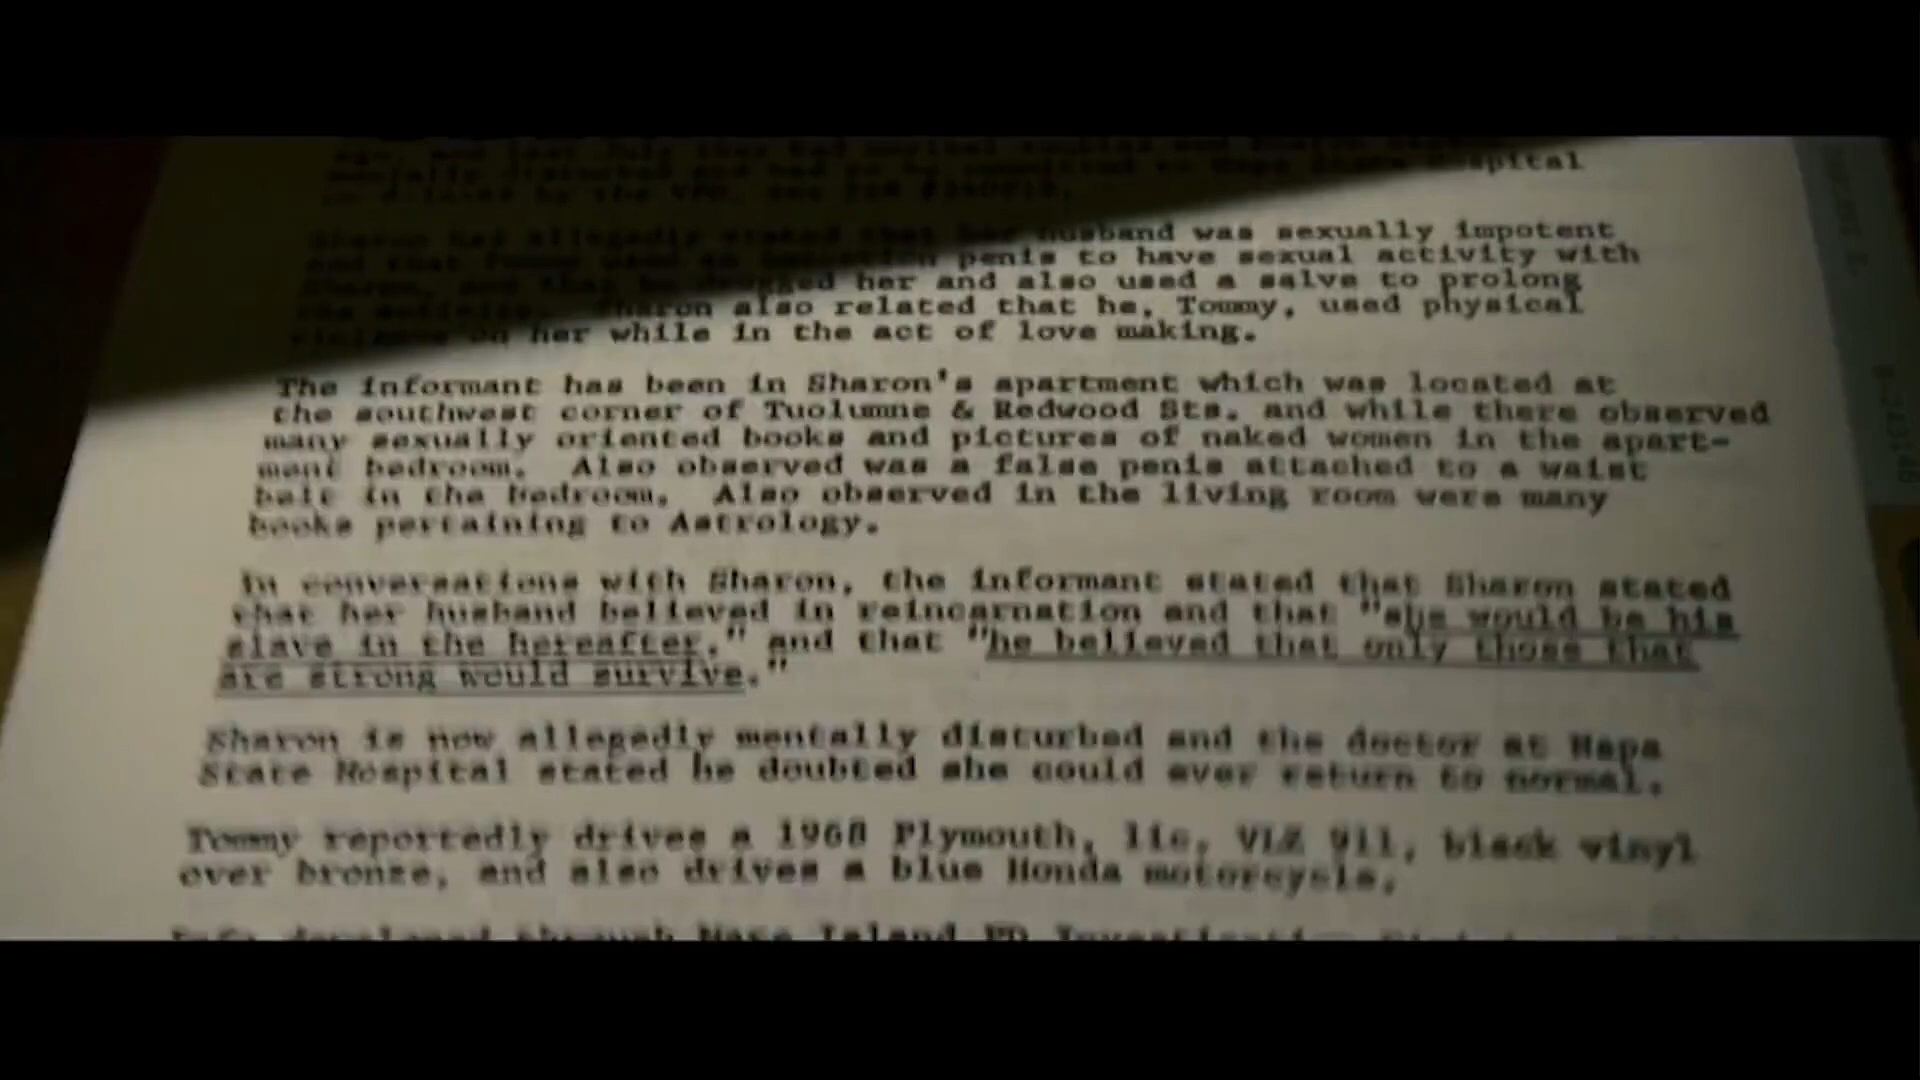 spital
husband was sexually impotent
penis to have sexual activity with
her and also used a salve to prolong
Sharon also related that he, Tommy, used physical
on her while in the act of love making.
The informant has been in Sharon's apartment which was located at
the southwest corner of Tuolumne & Redwood Sts. and while there observed
many sexually oriented books and pictures of naked women in the apart-
ment bedroom. Also observed was a false penis attached to a waist
belt in the bedroom. Also observed in the living room were many
books pertaining to Astrology.
In conversations with Sharon, the informant stated that Sharon stated
that her husband believed in reincarnation and that "she would be his
slave in the hereafter." and that "he believed that only those that
are strong would survive."
Sharon is now allegedly mentally disturbed and the doctor at Napa
State Hospital stated he doubted she could ever return to normal.
Tommy reportedly drives a 1968 Plymouth, lic, 911, black vinyl
over bronze, and also drives a blue Honda motorcycle.
developed through Mare Island PD